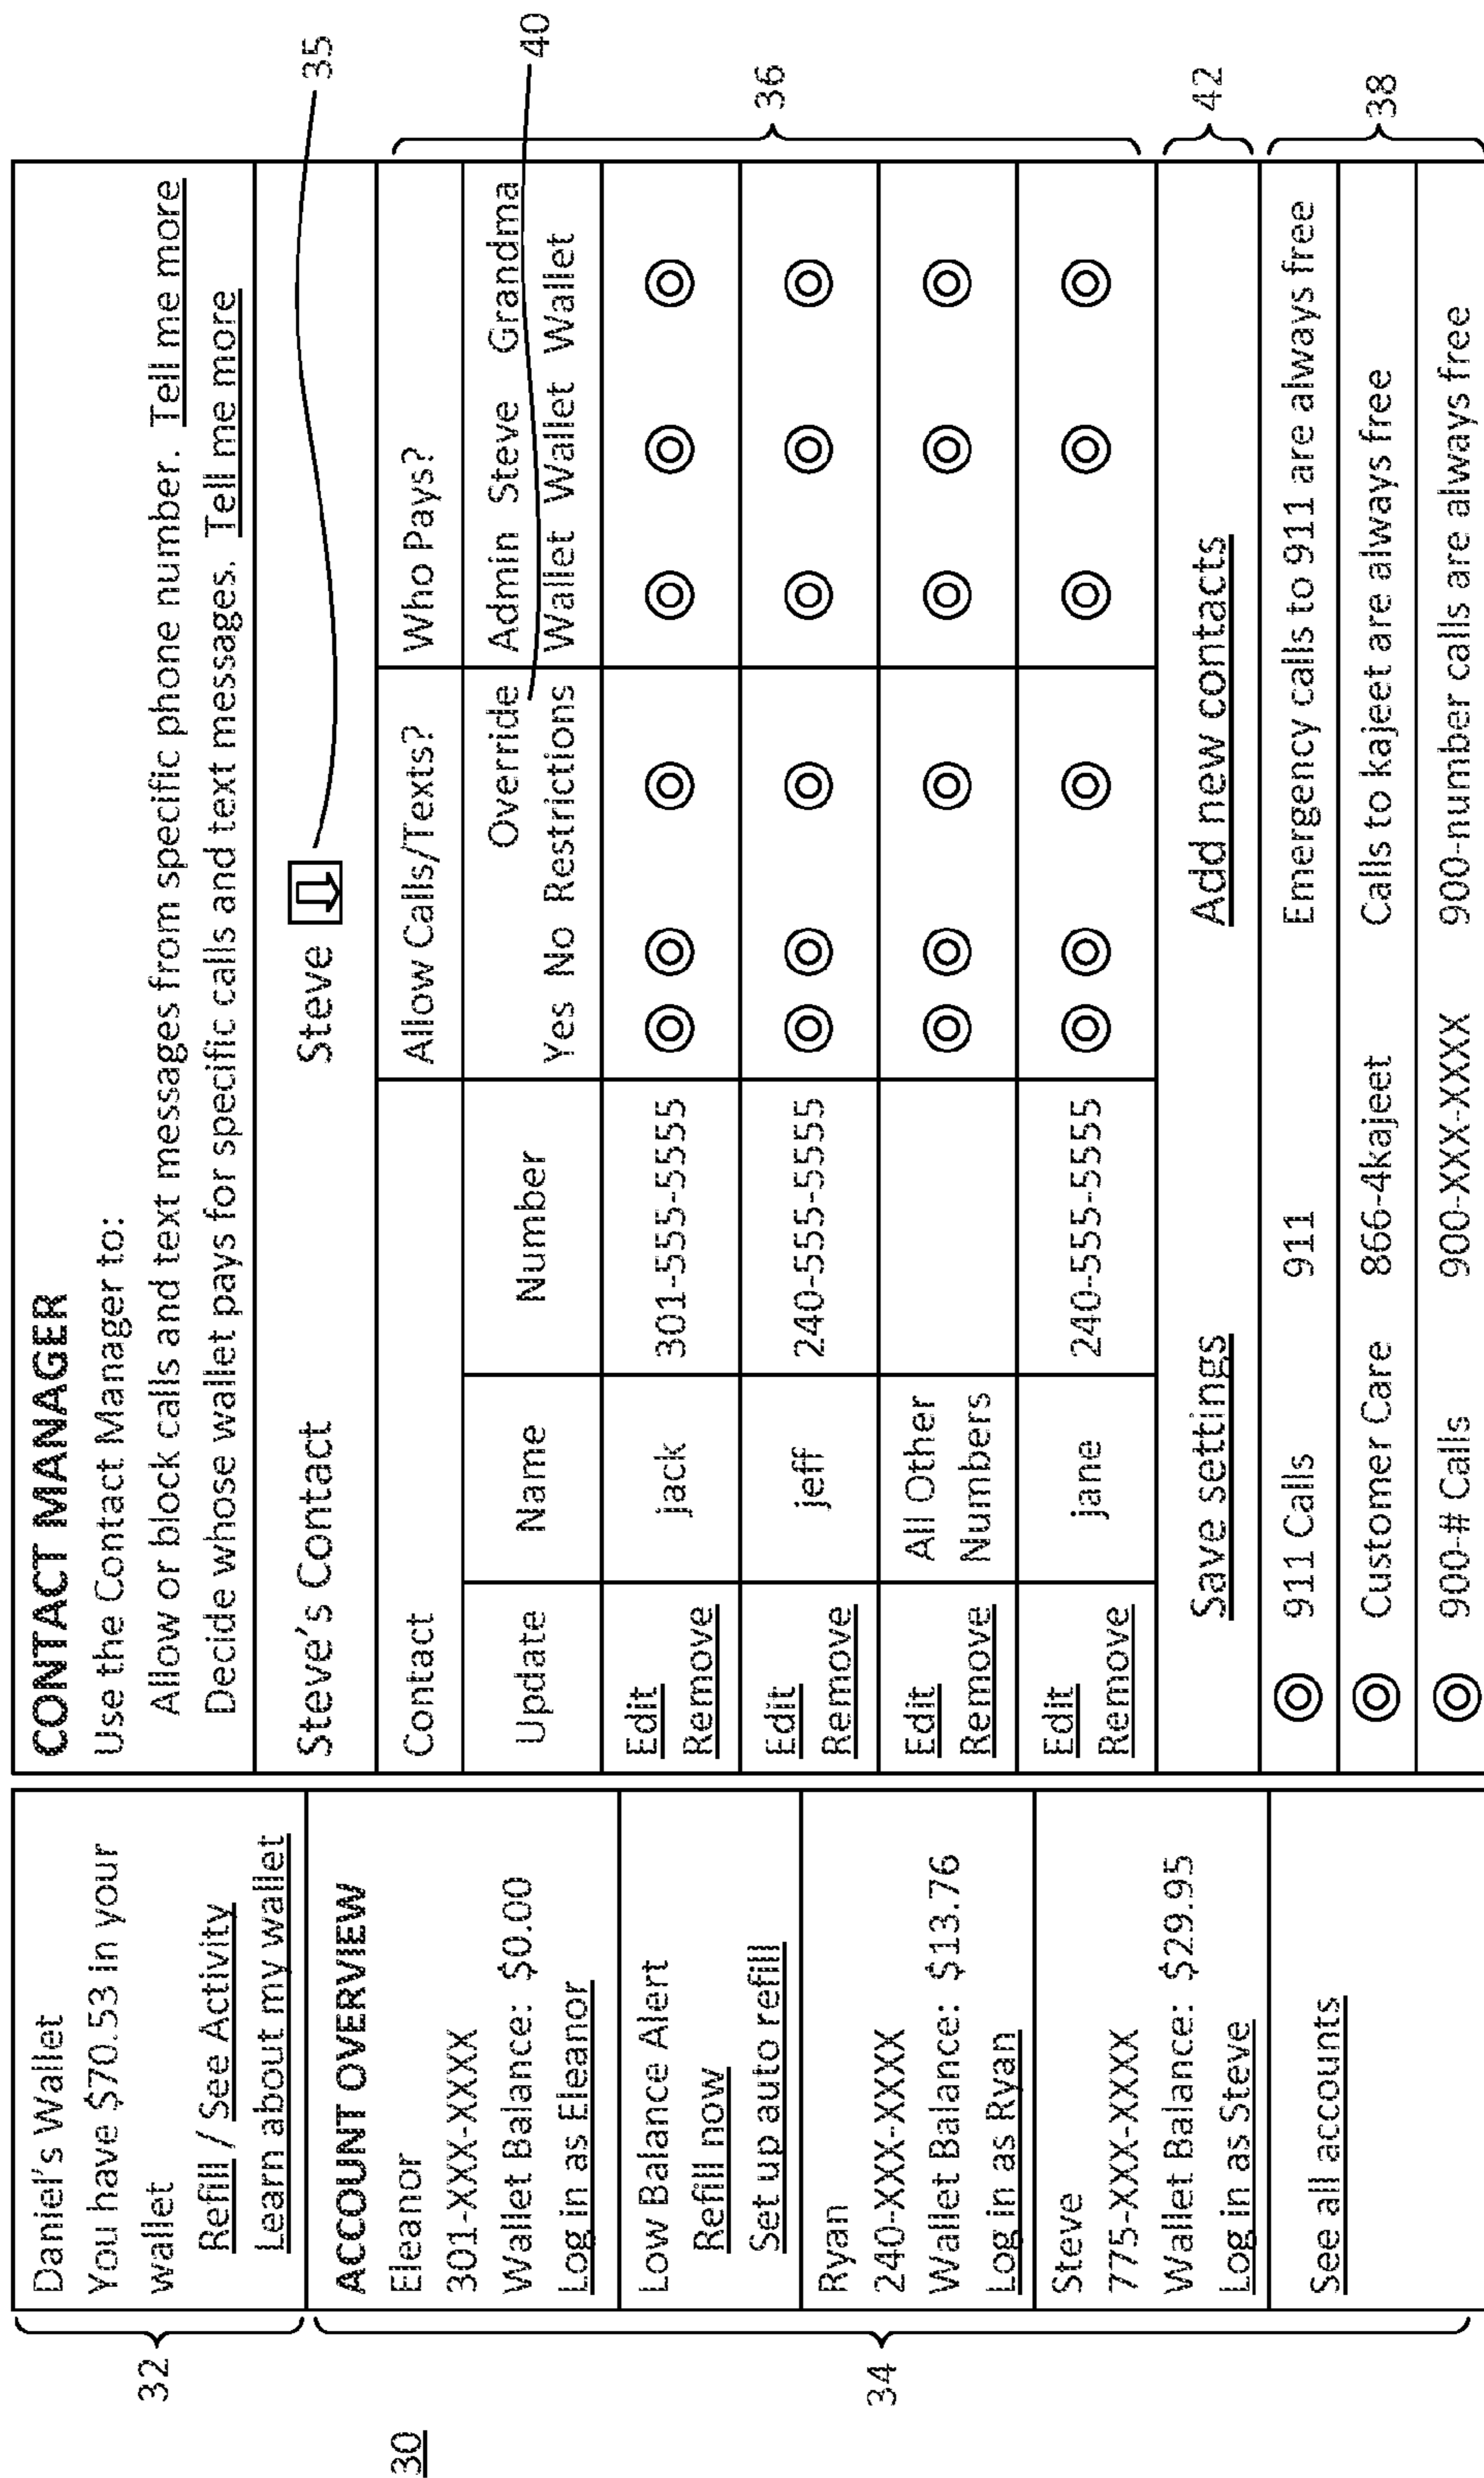 30
32
Daniel's Wallet
You have $70.53 in your
wallet
Refill / See Activity
Learn about my wallet
34
ACCOUNT OVERVIEW
Eleanor
301-XXX-XXXX
Wallet Balance: $0.00
Log in as Eleanor
Low Balance Alert
Refill now
Set up auto refill
Ryan
240-XXX-XXXX
Wallet Balance: $13.76
Log in as Ryan
Steve
775-XXX-XXXX
Wallet Balance: $29.95
Log in as Steve
See all accounts
CONTACT MANAGER
Use the Contact Manager to:
Allow or block calls and text messages from specific phone number. Tell me more
Decide whose wallet pays for specific calls and text messages. Tell me more
Steve's Contact Steve 35
Contact Allow Calls/Texts? Who Pays?
Override Admin Steve Grandma 40
Update Name Number Yes No Restrictions Wallet Wallet Wallet
Edit
Remove jack 301-555-5555
36
Edit
Remove jeff 240-555-5555
Edit All Other
Remove Numbers
Edit
Remove jane 240-555-5555
Save settings Add new contacts 42
911 Calls 911 Emergency calls to 911 are always free
Customer Care 866-4kajeet Calls to kajeet are always free 38
900-# Calls 900-XXX-XXXX 900-number calls are always free